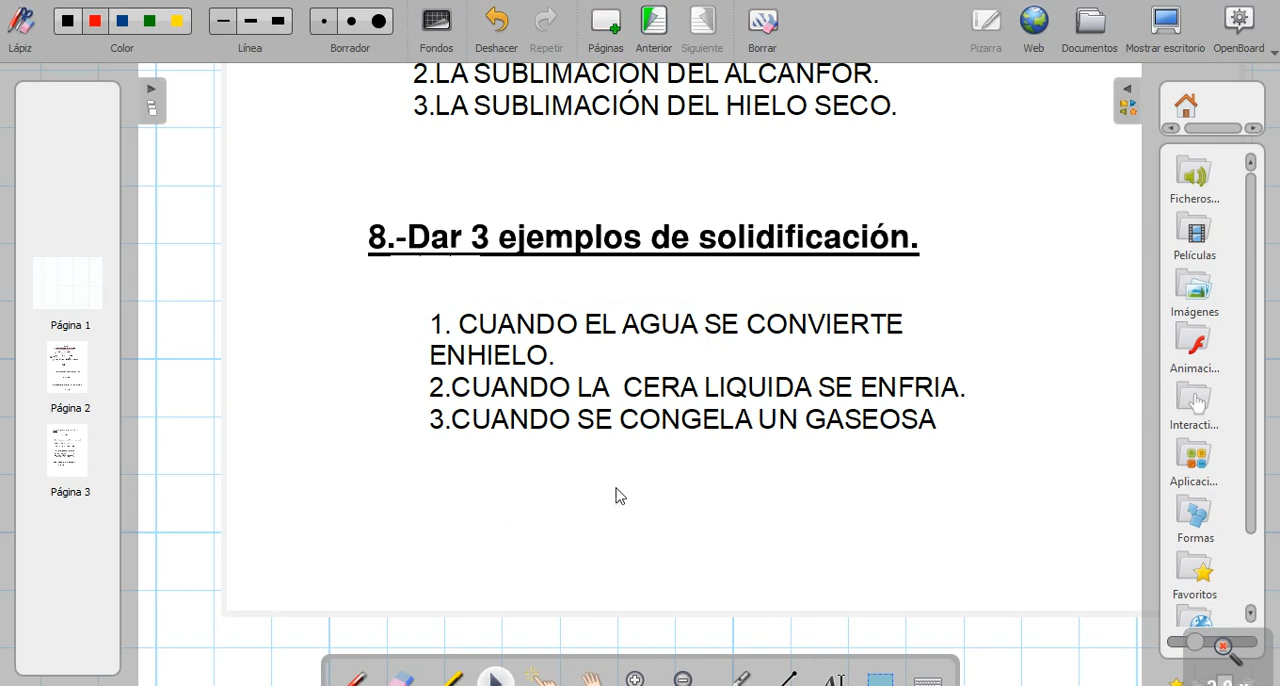 Lápiz
Color
Línea
Borrador
Fondos
Deshacer
Repetir
Páginas
Anterior
Siguiente
Borrar
Pizarra
Web
Documentos
Mostrar escritorio
OpenBoard
2.LA SUBLIMACIÓN DEL ALCANFOR.
3.LA SUBLIMACIÓN DEL HIELO SECO.
8.-Dar 3 ejemplos de solidificación.
1. CUANDO EL AGUA SE CONVIERTE
ENHIELO.
2.CUANDO LA CERA LIQUIDA SE ENFRIA.
3.CUANDO SE CONGELA UN GASEOSA
Página 1
Página 2
Página 3
Ficheros...
Películas
Imágenes
Animaci...
Interacti...
Aplicaci...
Formas
Favoritos